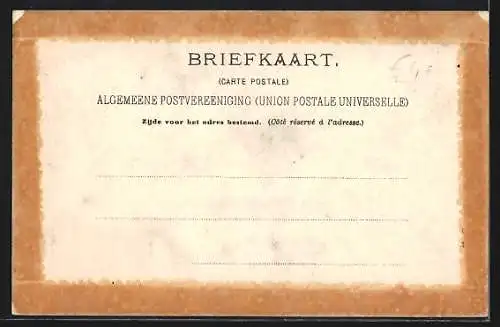 BRIEFKAART.
(CARTE POSTALE)
ALGEMEENE POSTVEREENIGING (UNION POSTALE UNIVERSELLE)
Zijde voor het adres bestemd. (Côté réservé à l'adresse.)